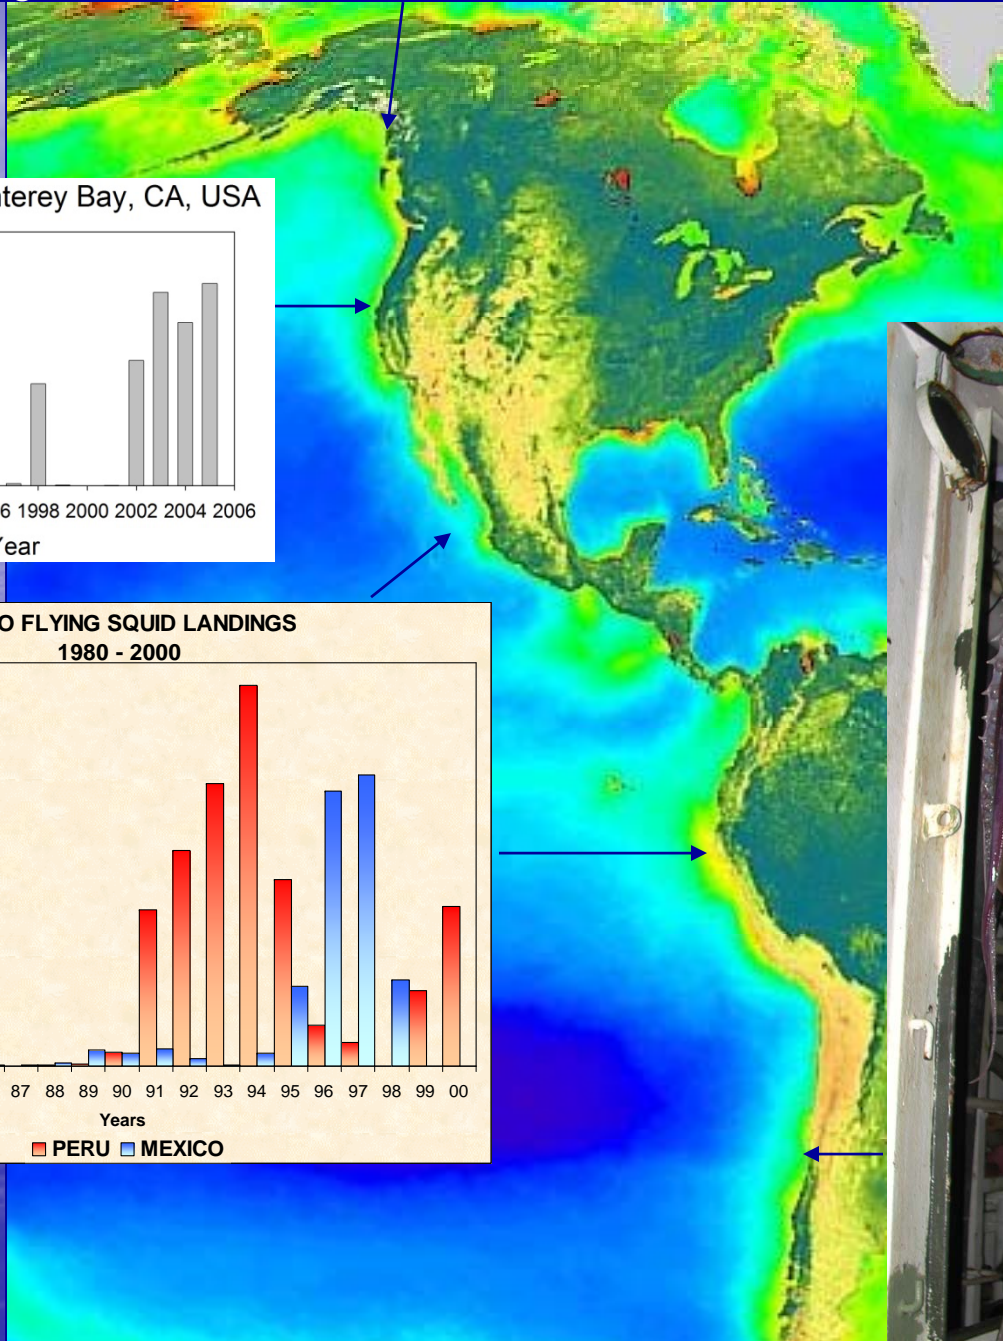 terey Bay, CA, USA
6 1998 2000 2002 2004 2006
Year
O FLYING SQUID LANDINGS
1980 - 2000
87 88 89 90 91 92 93 94 95 96 97 98 99 00
Years
PERU MEXICO